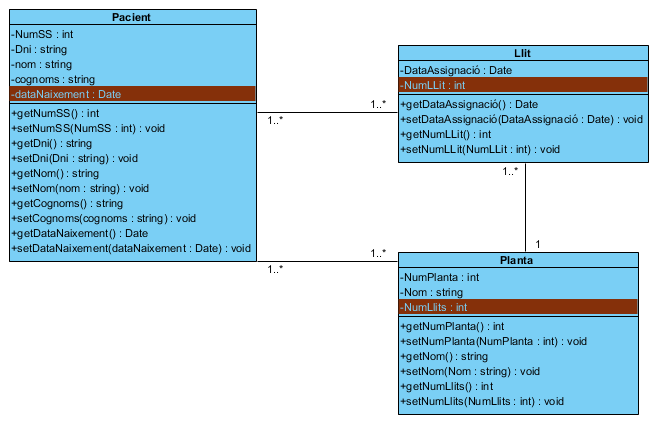 Pacient
-NumSS : int
-Dni : string
-nom : string
-cognoms : string
-dataNaixement : Date
+getNumSS() : int
+setNumSS(NumSS : int) : void
+getDni() : string
+setDni(Dni : string) : void
+getNom() : string
+setNom(nom : string) : void
+getCognoms() : string
+setCognoms(cognoms : string) : void
+getDataNaixement() : Date
+setDataNaixement(dataNaixement : Date) : void
1..*
1..*
Llit
-DataAssignació : Date
-NumLLit : int
+getDataAssignació() : Date
+setDataAssignació(DataAssignació : Date) : void
+getNumLLit() : int
+setNumLLit(NumLLit : int) : void
1..*
1
1..*
1..*
Planta
-NumPlanta : int
-Nom : string
-NumLlits : int
+getNumPlanta() : int
+setNumPlanta(NumPlanta : int) : void
+getNom() : string
+setNom(Nom : string) : void
+getNumLlits() : int
+setNumLlits(NumLlits : int) : void